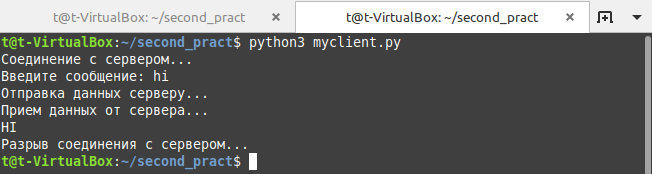 t@t-VirtualBox: ~/second_pract × t@t-VirtualBox: ~/second_pract ×
t@t-VirtualBox:~/second_pract$ python3 myclient.py
Соединение с сервером...
Введите сообщение: hi
Отправка данных серверу...
Прием данных от сервера...
HI
Разрыв соединения с сервером...
t@t-VirtualBox:~/second_pract$